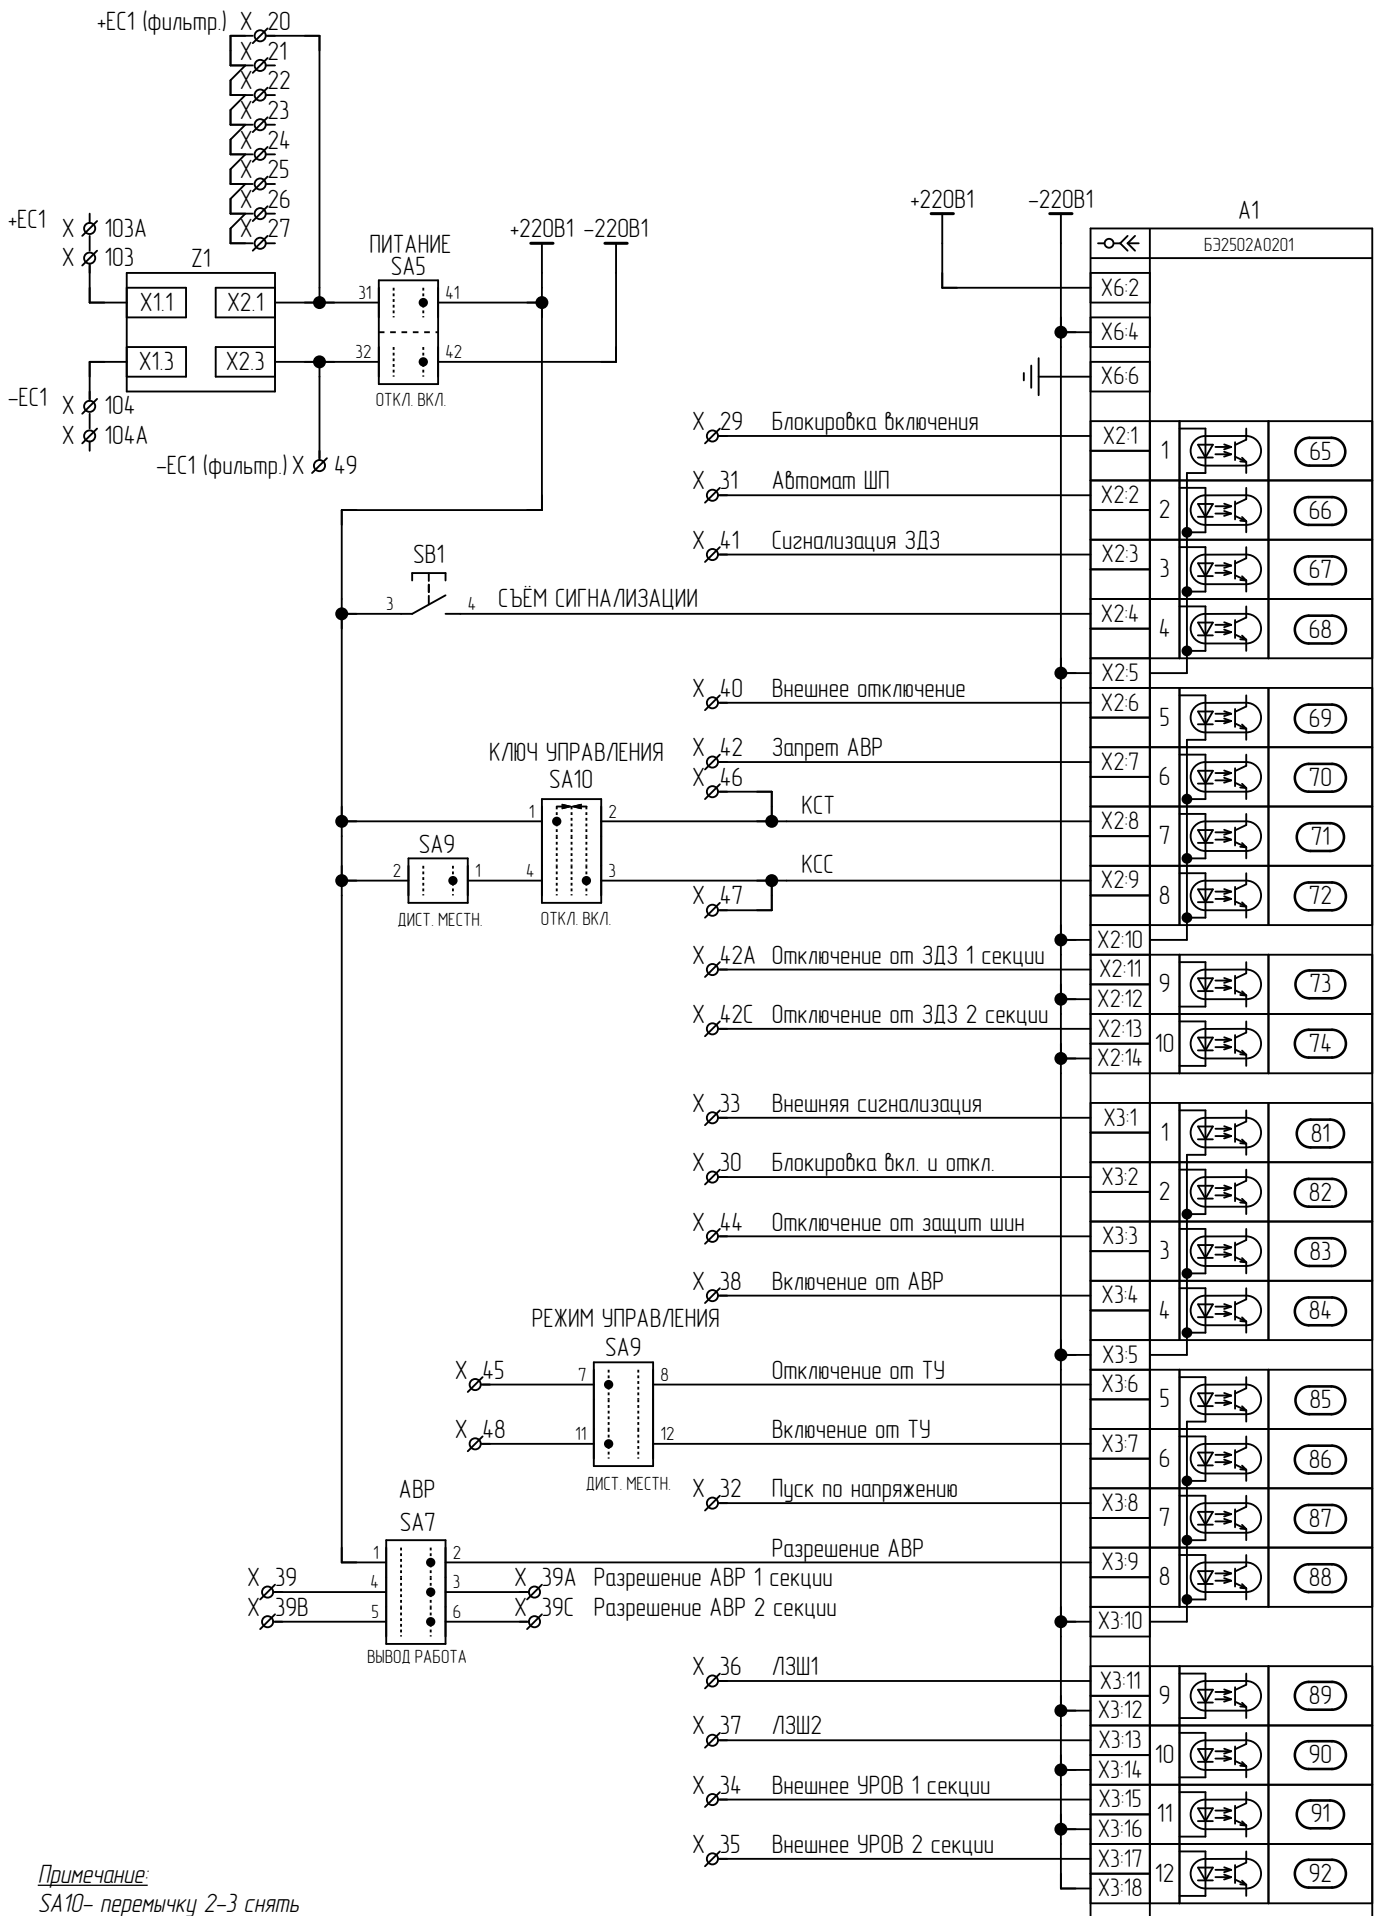 +ЕС1 (фильтр.) X 20
X 21
X 22
X 23
X 24
X 25
X 26
X 27
+ЕС1 X 103А
X 103
Z1
X1.1 X2.1
X1.3 X2.3
-ЕС1 X 104
X 104А
-ЕС1 (фильтр.) X 49
ПИТАНИЕ
SA5
31 41
32 42
ОТКЛ. ВКЛ.
+220В1 -220В1
+220В1 -220В1
А1
БЭ2502А0201
X6:2
X6:4
X6:6
X 29 Блокировка включения X2:1 1 65
X 31 Автомат ШП X2:2 2 66
X 41 Сигнализация ЗДЗ X2:3 3 67
SB1
3 4 СЪЁМ СИГНАЛИЗАЦИИ X2:4 4 68
X2:5
X 40 Внешнее отключение X2:6 5 69
X 42 Запрет АВР X2:7 6 70
КЛЮЧ УПРАВЛЕНИЯ
SA10
X 46
1 2 КСТ X2:8 7 71
SA9
2 1 4 3 КСС X2:9 8 72
X 47
ДИСТ. МЕСТН. ОТКЛ. ВКЛ.
X2:10
X 42А Отключение от ЗДЗ 1 секции X2:11 9 73
X2:12
X 42С Отключение от ЗДЗ 2 секции X2:13 10 74
X2:14
X 33 Внешняя сигнализация X3:1 1 81
X 30 Блокировка вкл. и откл. X3:2 2 82
X 44 Отключение от защит шин X3:3 3 83
X 38 Включение от АВР X3:4 4 84
РЕЖИМ УПРАВЛЕНИЯ
SA9
X3:5
X 45 7 8 Отключение от ТУ X3:6 5 85
X 48 11 12 Включение от ТУ X3:7 6 86
ДИСТ. МЕСТН.
X 32 Пуск по напряжению X3:8 7 87
АВР
SA7
1 2 Разрешение АВР X3:9 8 88
X 39 4 3 X 39А Разрешение АВР 1 секции
X 39В 5 6 X 39С Разрешение АВР 2 секции
X3:10
ВЫВОД РАБОТА
X 36 ЛЗШ1 X3:11 9 89
X3:12
X 37 ЛЗШ2 X3:13 10 90
X3:14
X 34 Внешнее УРОВ 1 секции X3:15 11 91
X3:16
X 35 Внешнее УРОВ 2 секции X3:17 12 92
X3:18
Примечание:
SA10- перемычку 2-3 снять